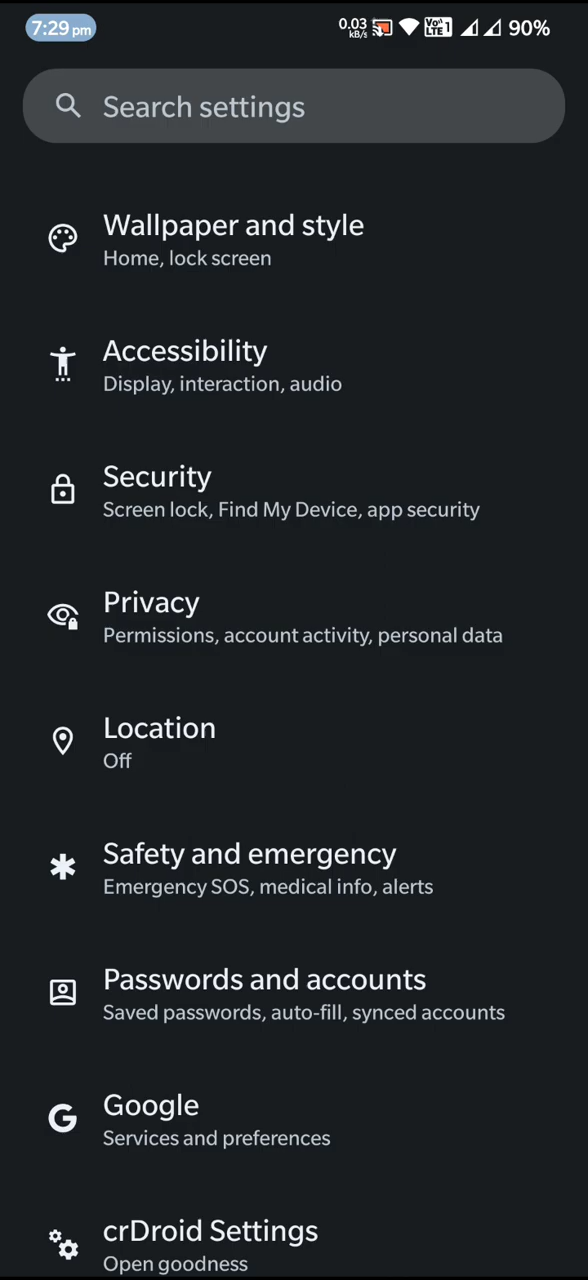 7:29 pm 0.03 kB/s Vo)) LTE 1 90%
Search settings
Wallpaper and style
Home, lock screen
Accessibility
Display, interaction, audio
Security
Screen lock, Find My Device, app security
Privacy
Permissions, account activity, personal data
Location
Off
Safety and emergency
Emergency SOS, medical info, alerts
Passwords and accounts
Saved passwords, auto-fill, synced accounts
Google
Services and preferences
crDroid Settings
Open goodness